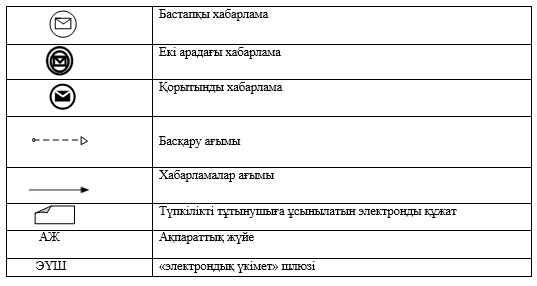 Бастапқы хабарлама
Екі арадағы хабарлама
Қорытынды хабарлама
Басқару ағымы
Хабарламалар ағымы
Түпкілікті тұтынушыға ұсынылатын электронды құжат
АЖ Ақпараттық жүйе
ЭҮШ «электрондық үкімет» шлюзі